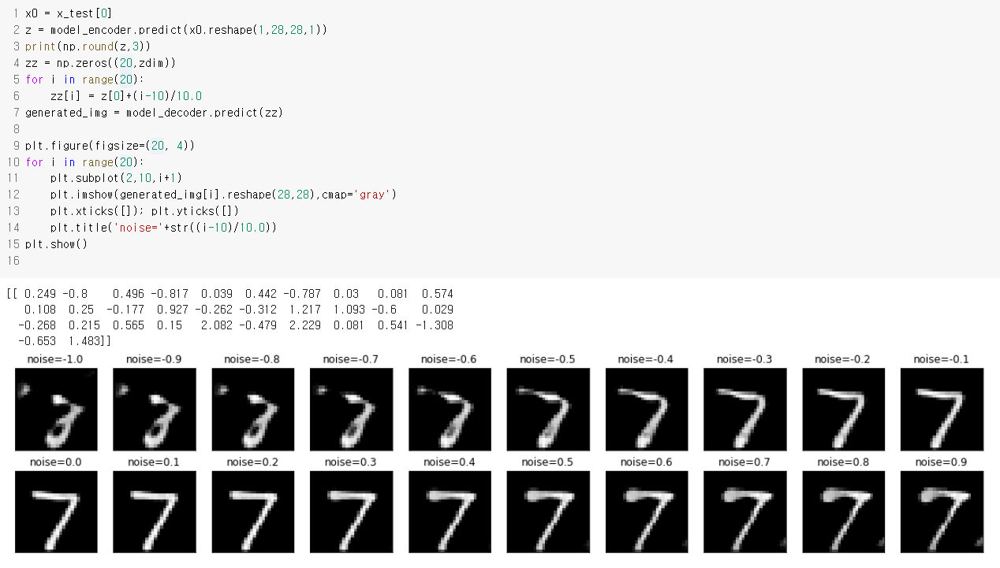 1 x0 = x_test[0]
2 z = model_encoder.predict(x0.reshape(1,28,28,1))
3 print(np.round(z,3))
4 zz = np.zeros((20,zdim))
5 for i in range(20):
6     zz[i] = z[0]+(i-10)/10.0
7 generated_img = model_decoder.predict(zz)
8
9 plt.figure(figsize=(20, 4))
10 for i in range(20):
11     plt.subplot(2,10,i+1)
12     plt.imshow(generated_img[i].reshape(28,28),cmap='gray')
13     plt.xticks([]); plt.yticks([])
14     plt.title('noise='+str((i-10)/10.0))
15 plt.show()
16
[[ 0.249 -0.8    0.496 -0.817  0.039  0.442 -0.787  0.03   0.081  0.574
   0.108  0.25  -0.177  0.927 -0.262 -0.312  1.217  1.093 -0.6    0.029
  -0.268  0.215  0.565  0.15   2.082 -0.479  2.229  0.081  0.541 -1.308
  -0.653  1.483]]
noise=-1.0 noise=-0.9 noise=-0.8 noise=-0.7 noise=-0.6 noise=-0.5 noise=-0.4 noise=-0.3 noise=-0.2 noise=-0.1
noise=0.0 noise=0.1 noise=0.2 noise=0.3 noise=0.4 noise=0.5 noise=0.6 noise=0.7 noise=0.8 noise=0.9